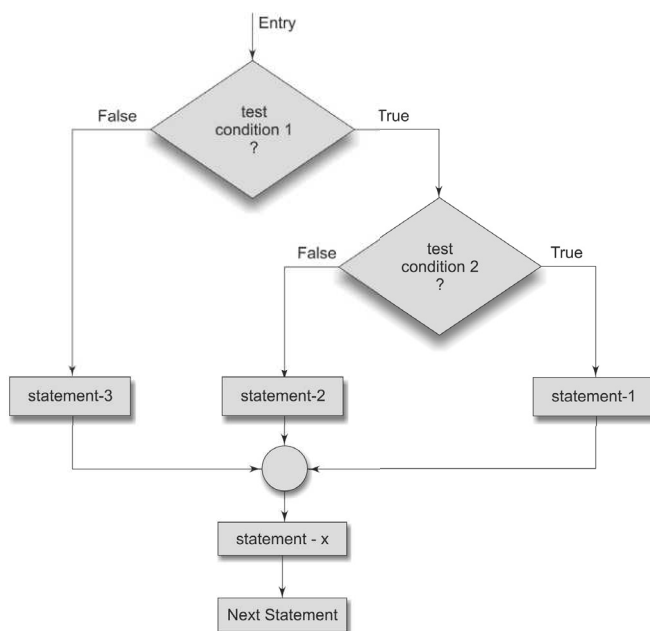 Entry
False
test
condition 1
?
True
False
test
condition 2
?
True
statement-3
statement-2
statement-1
statement - x
Next Statement